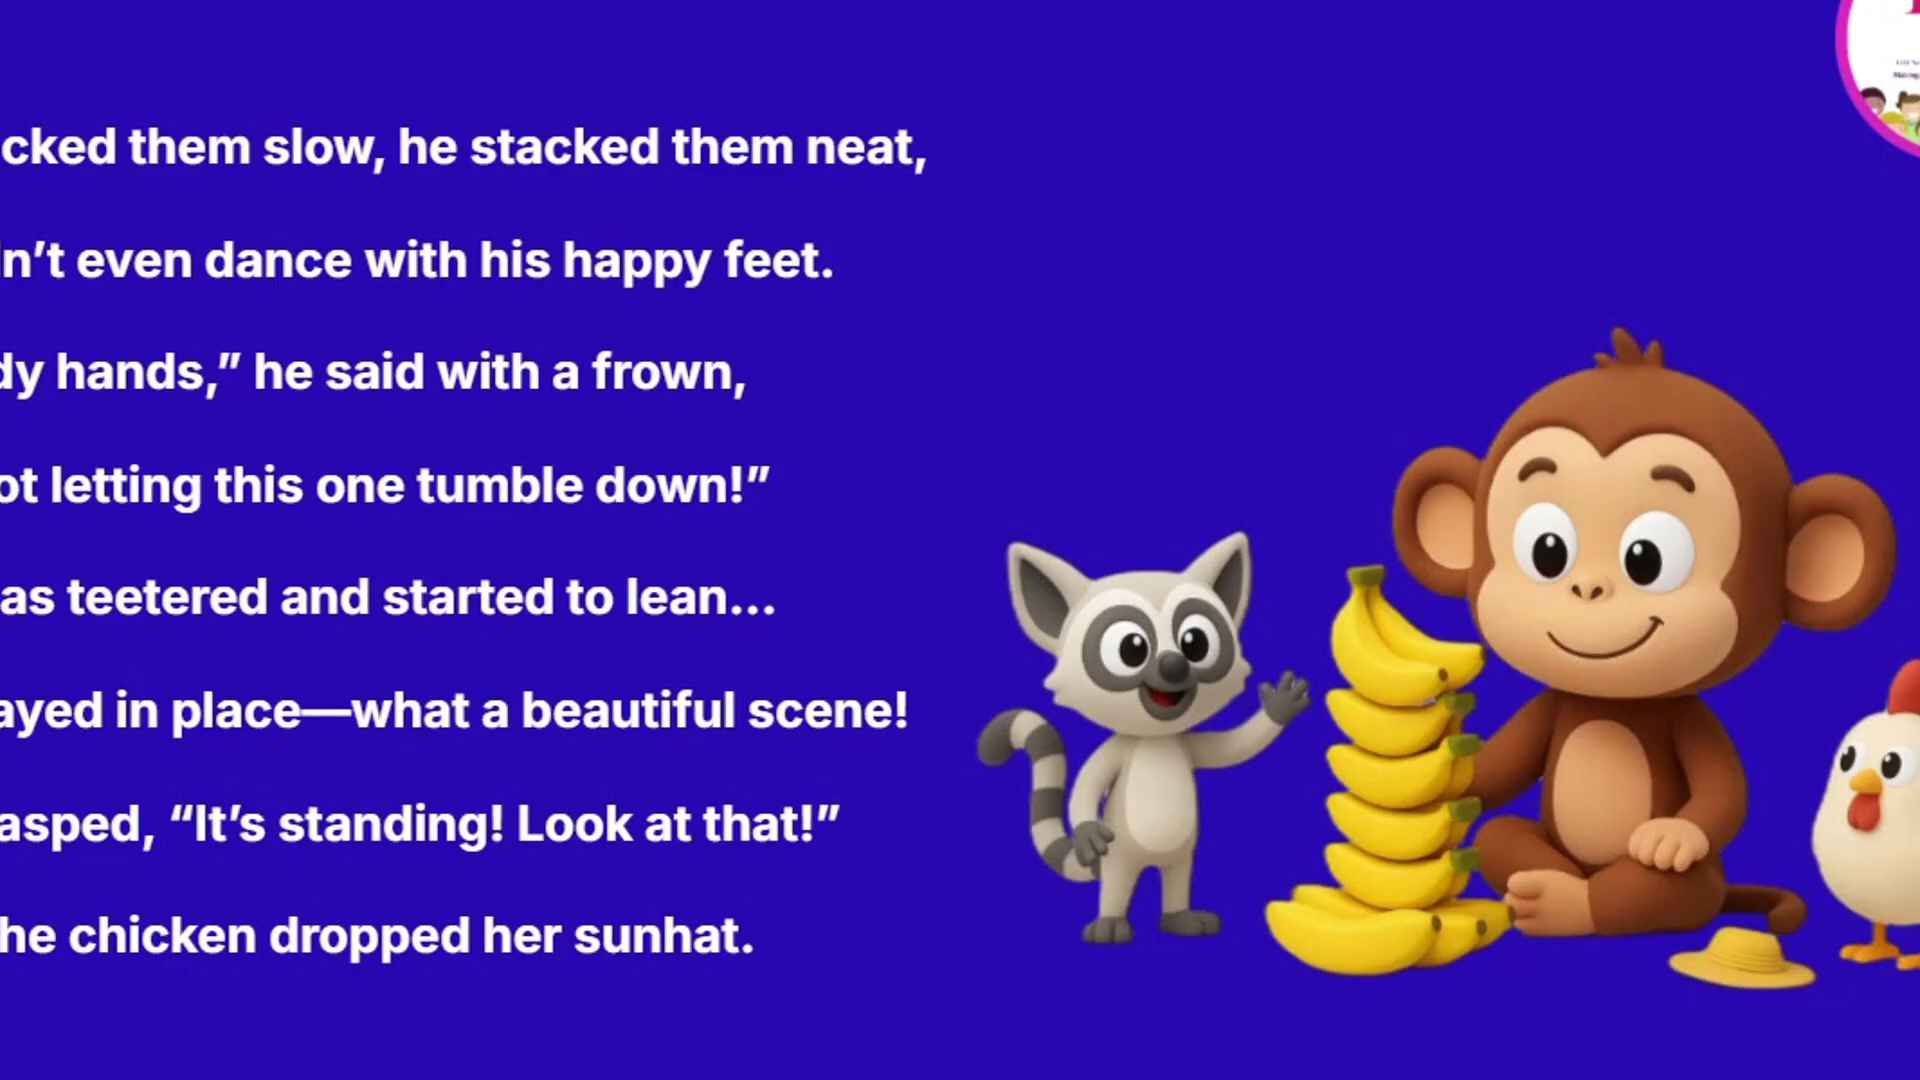 cked them slow, he stacked them neat,
n’t even dance with his happy feet.
dy hands,” he said with a frown,
ot letting this one tumble down!”
as teetered and started to lean…
ayed in place—what a beautiful scene!
asped, “It’s standing! Look at that!”
he chicken dropped her sunhat.